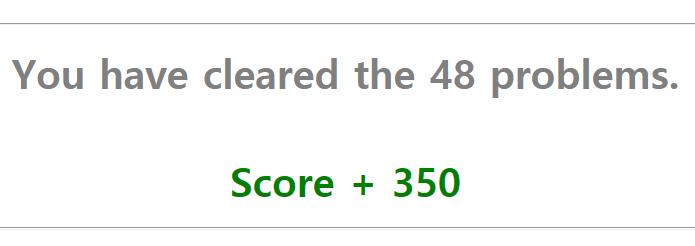 You have cleared the 48 problems.
Score + 350